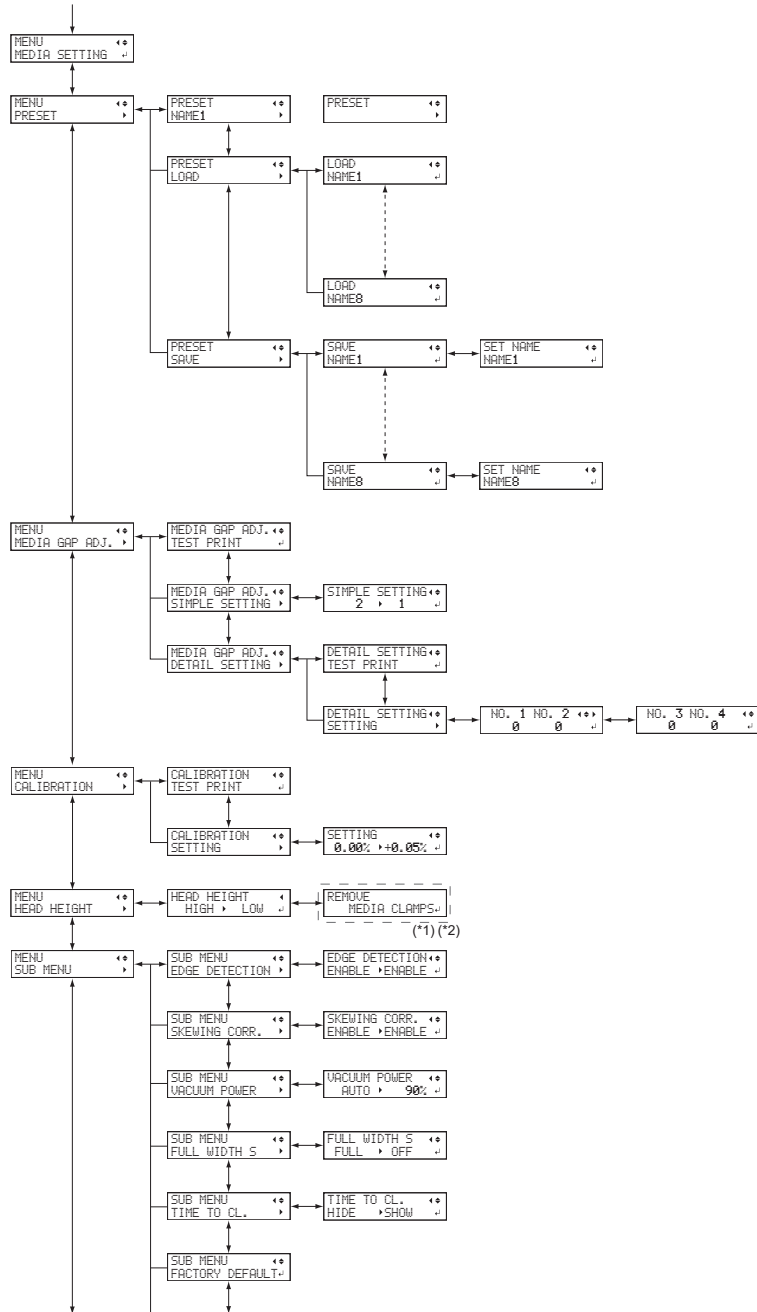 MENU
MEDIA SETTING
MENU
PRESET
PRESET
NAME1
PRESET
PRESET
LOAD
LOAD
NAME1
LOAD
NAME8
PRESET
SAVE
SAVE
NAME1
SET NAME
NAME1
SAVE
NAME8
SET NAME
NAME8
MENU
MEDIA GAP ADJ.
MEDIA GAP ADJ.
TEST PRINT
MEDIA GAP ADJ.
SIMPLE SETTING
SIMPLE SETTING
2 1
MEDIA GAP ADJ.
DETAIL SETTING
DETAIL SETTING
TEST PRINT
DETAIL SETTING
SETTING
NO. 1 NO. 2
0 0
NO. 3 NO. 4
0 0
MENU
CALIBRATION
CALIBRATION
TEST PRINT
CALIBRATION
SETTING
SETTING
0.00% +0.05%
MENU
HEAD HEIGHT
HEAD HEIGHT
HIGH LOW
REMOVE
MEDIA CLAMPS
(*1) (*2)
MENU
SUB MENU
SUB MENU
EDGE DETECTION
EDGE DETECTION
ENABLE ENABLE
SUB MENU
SKEWING CORR.
SKEWING CORR.
ENABLE ENABLE
SUB MENU
VACUUM POWER
VACUUM POWER
AUTO 90%
SUB MENU
FULL WIDTH S
FULL WIDTH S
FULL OFF
SUB MENU
TIME TO CL.
TIME TO CL.
HIDE SHOW
SUB MENU
FACTORY DEFAULT